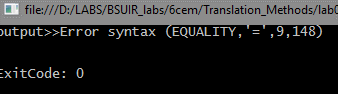 file:///D:/LABS/BSUIR_labs/6cem/Translation_Methods/lab0
output>>Error syntax (EQUALITY,'=',9,148)
ExitCode: 0